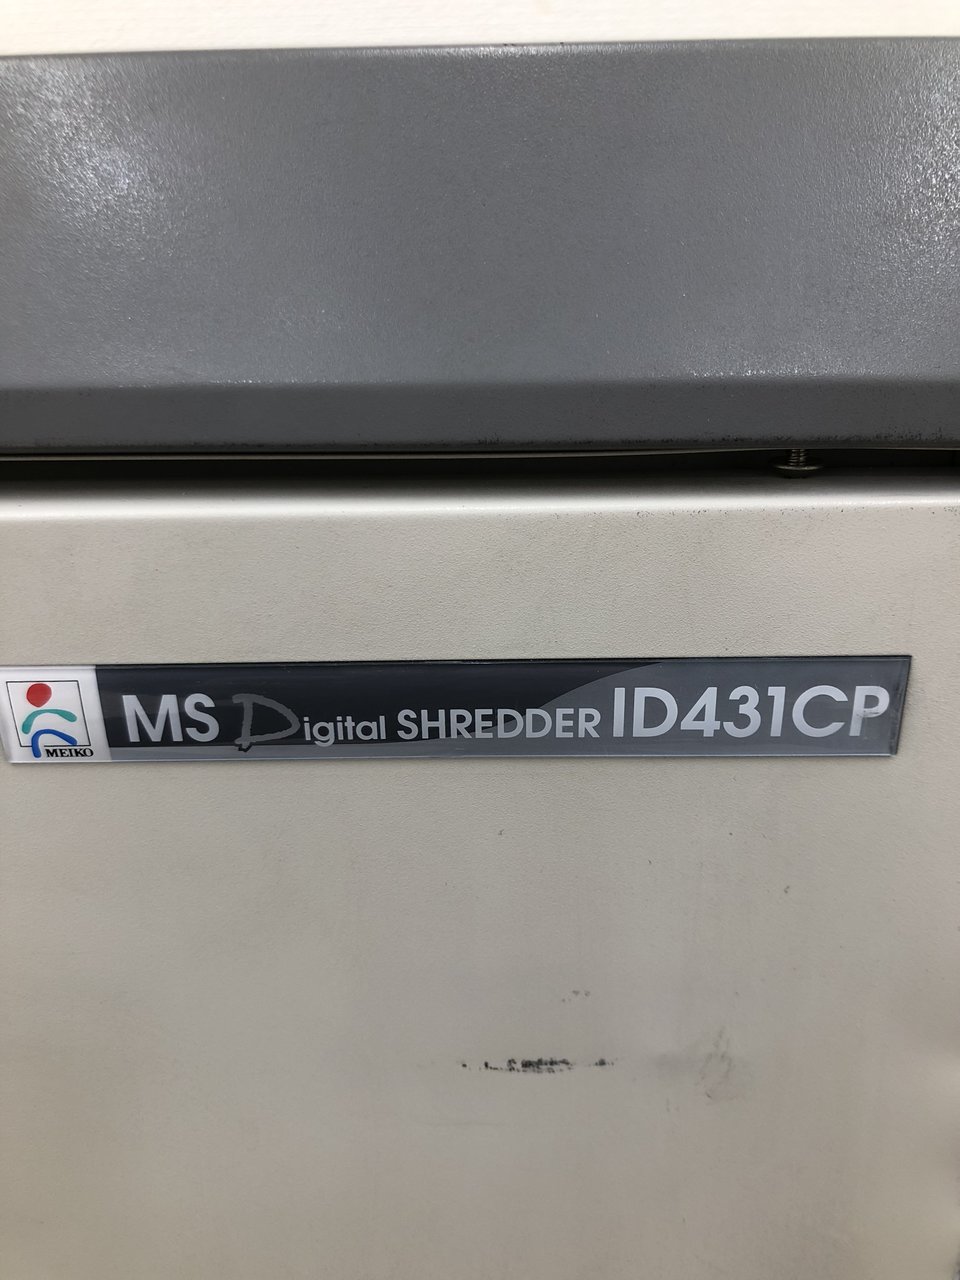 MEIKO
MS Digital SHREDDER ID431CP